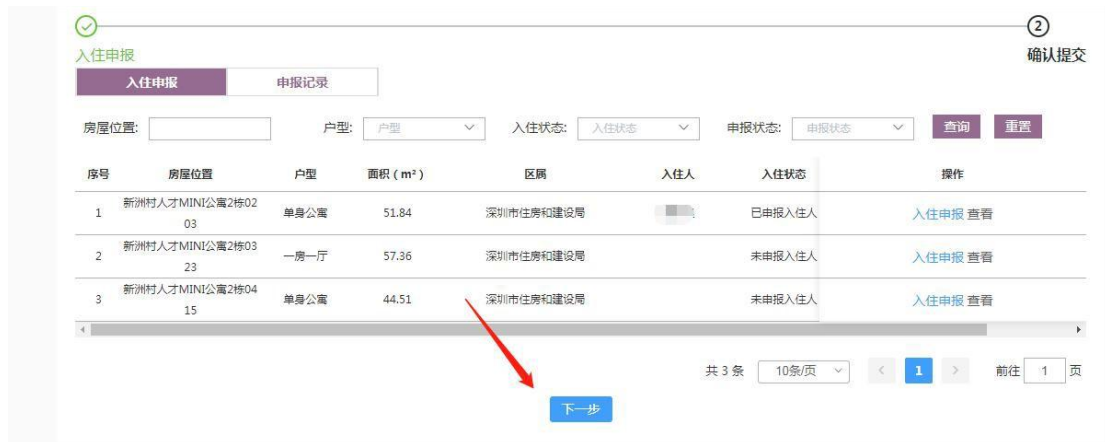 2
入住申报
确认提交
入住申报 申报记录
房屋位置: 户型: 户型 入住状态: 入住状态 申报状态: 申报状态 查询 重置
序号 房屋位置 户型 面积（m²） 区属 入住人 入住状态 操作
1 新洲村人才MINI公寓2栋02
03 单身公寓 51.84 深圳市住房和建设局 已申报入住人 入住申报 查看
2 新洲村人才MINI公寓2栋03
23 一房一厅 57.36 深圳市住房和建设局 未申报入住人 入住申报 查看
3 新洲村人才MINI公寓2栋04
15 单身公寓 44.51 深圳市住房和建设局 未申报入住人 入住申报 查看
共 3 条 10条/页 1 前往 1 页
下一步